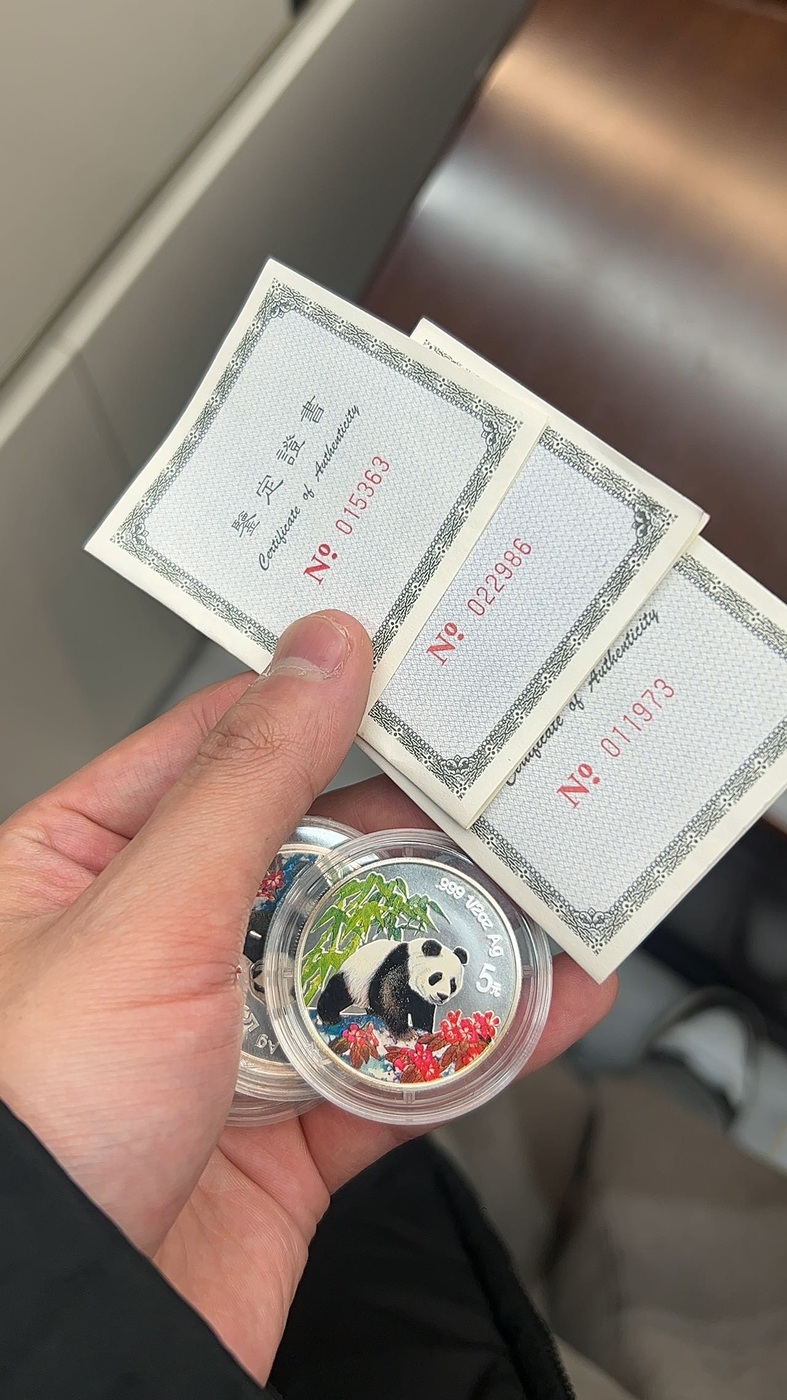 鑒定證書
Certificate of Authenticity
Nº 015363
Nº 022986
Certificate of Authenticity
Nº 011973
.999 1/2oz Ag
5元
Ag